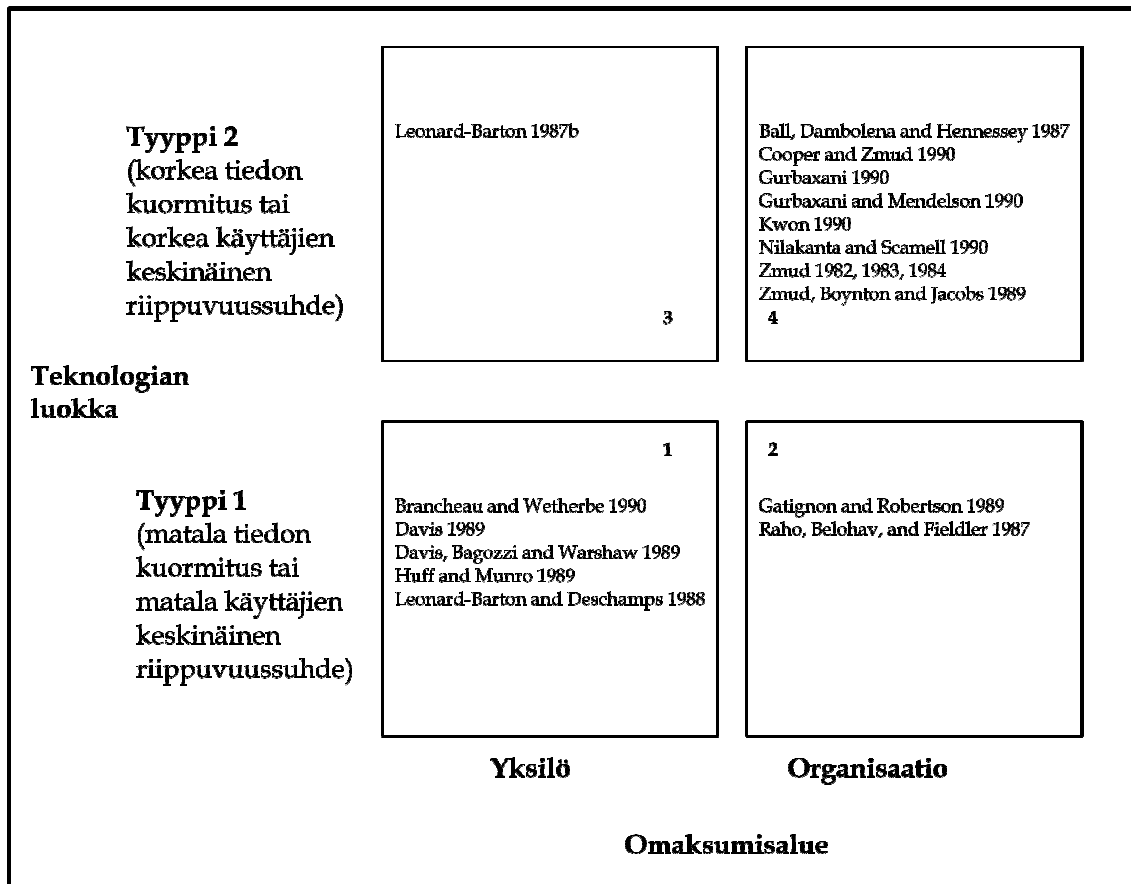 Tyyppi 2
(korkea tiedon
kuormitus tai
korkea käyttäjien
keskinäinen
riippuvuussuhde)
Leonard-Barton 1987b
3
Ball, Dambolena and Hennessey 1987
Cooper and Zmud 1990
Gurbaxani 1990
Gurbaxani and Mendelson 1990
Kwon 1990
Nilakanta and Scamell 1990
Zmud 1982, 1983, 1984
Zmud, Boynton and Jacobs 1989
4
Teknologian
luokka
Tyyppi 1
(matala tiedon
kuormitus tai
matala käyttäjien
keskinäinen
riippuvuussuhde)
1
Brancheau and Wetherbe 1990
Davis 1989
Davis, Bagozzi and Warshaw 1989
Huff and Munro 1989
Leonard-Barton and Deschamps 1988
2
Gatignon and Robertson 1989
Raho, Belohav, and Fieldler 1987
Yksilö
Organisaatio
Omaksumisalue